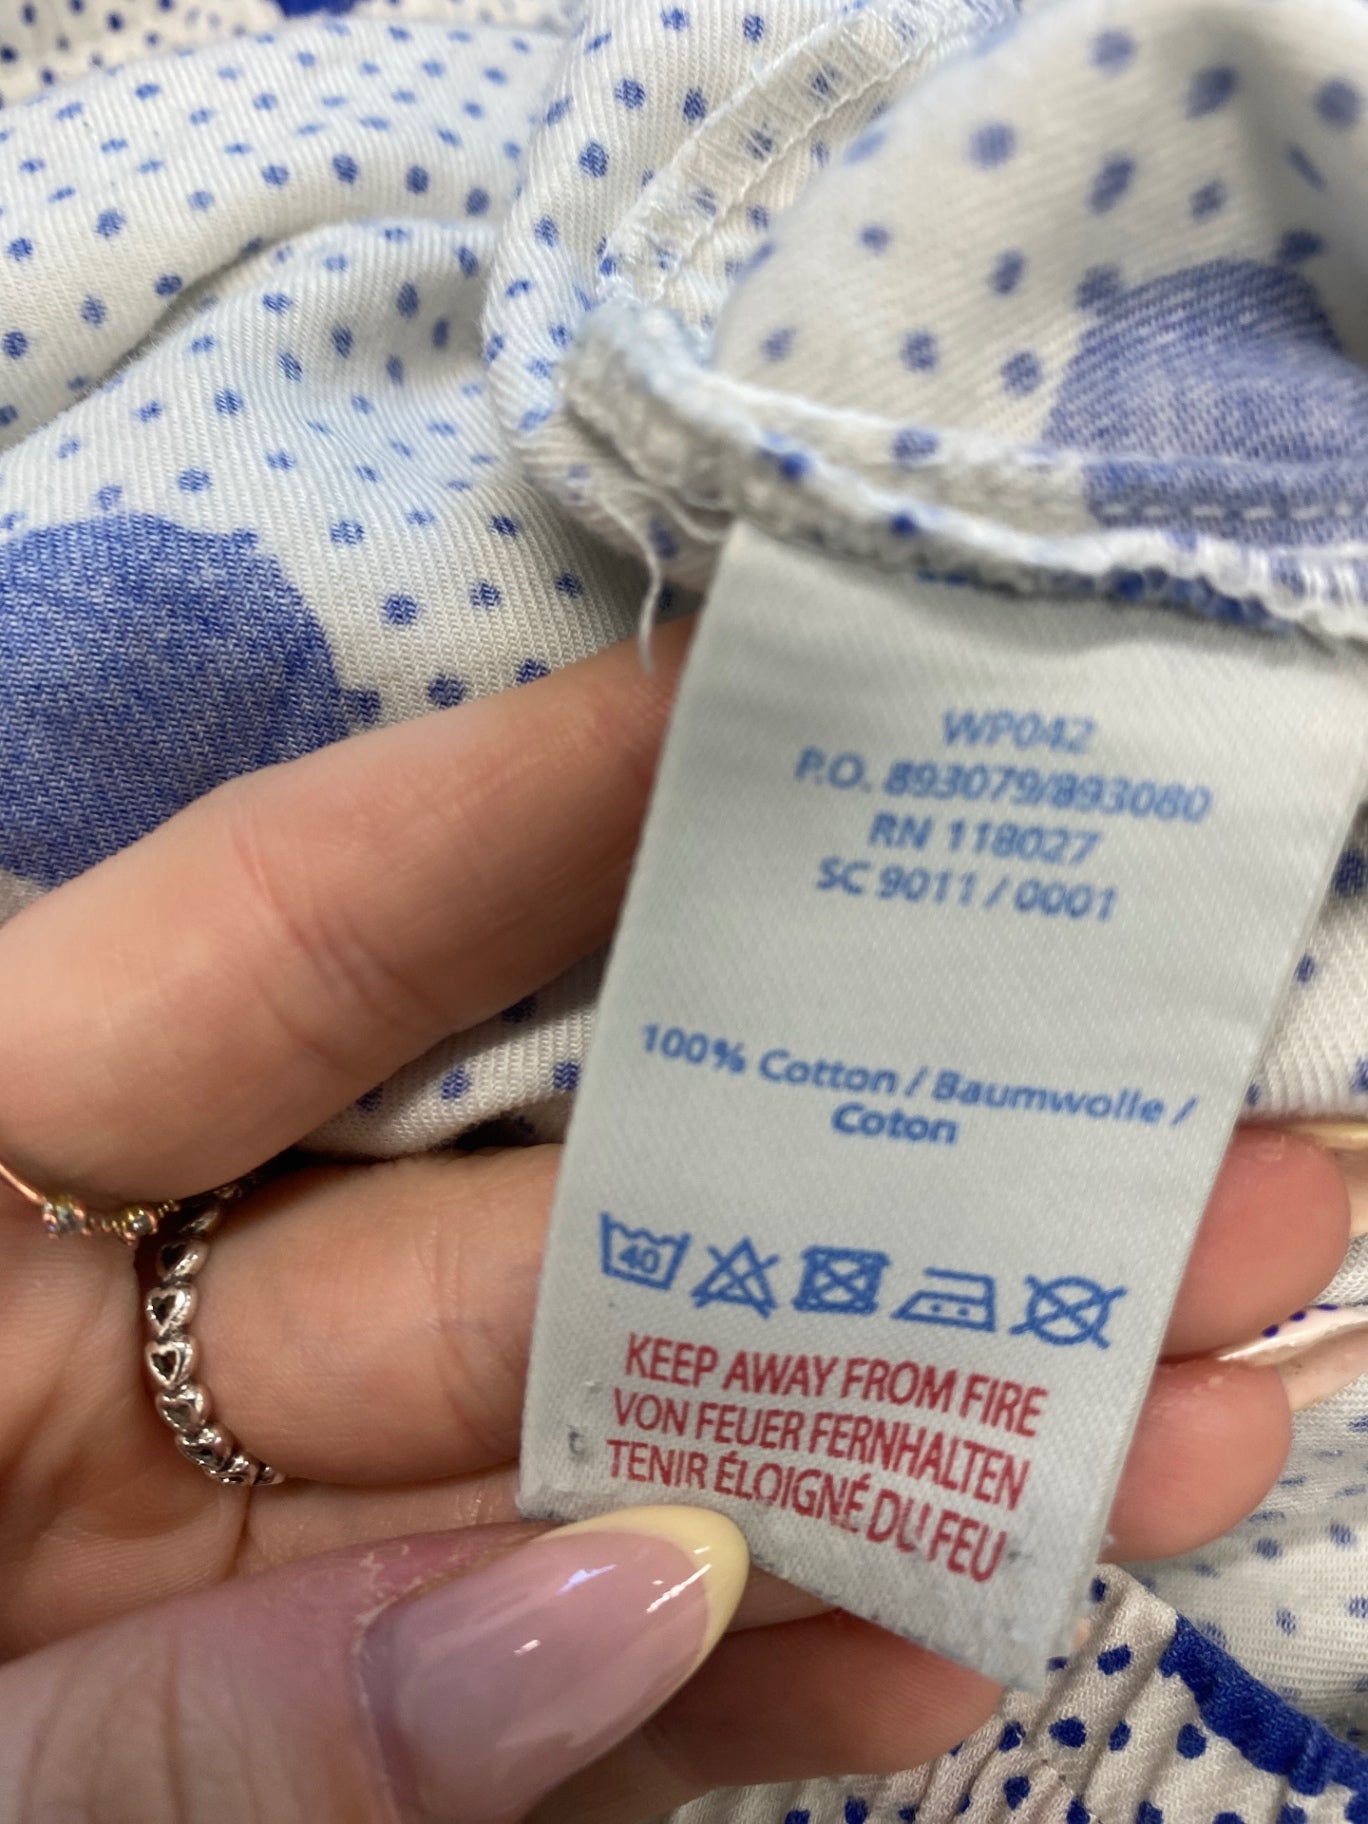 WP042
P.O. 893079/893080
RN 118027
SC 9011 / 0001
100% Cotton / Baumwolle /
Coton
40
KEEP AWAY FROM FIRE
VON FEUER FERNHALTEN
TENIR ÉLOIGNÉ DU FEU